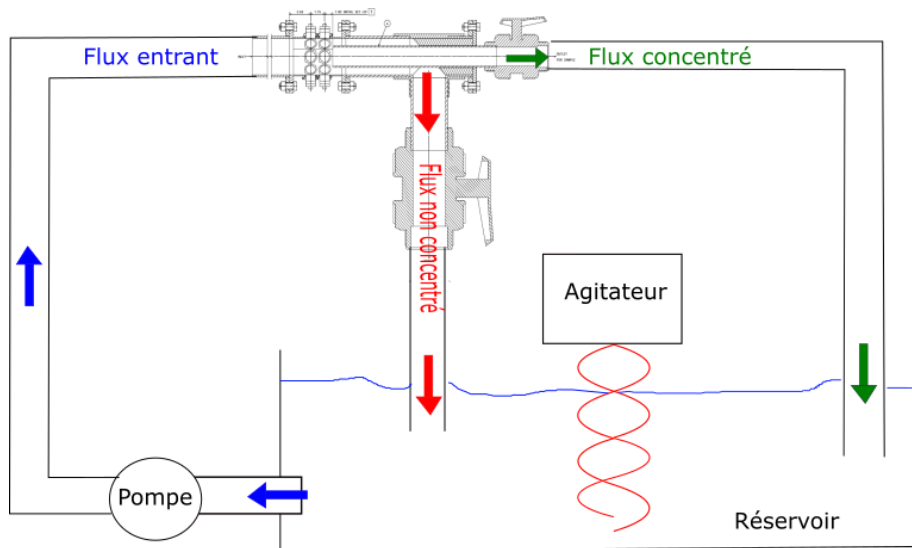 Flux entrant
Flux concentré
Flux non concentré
Agitateur
Pompe
Réservoir